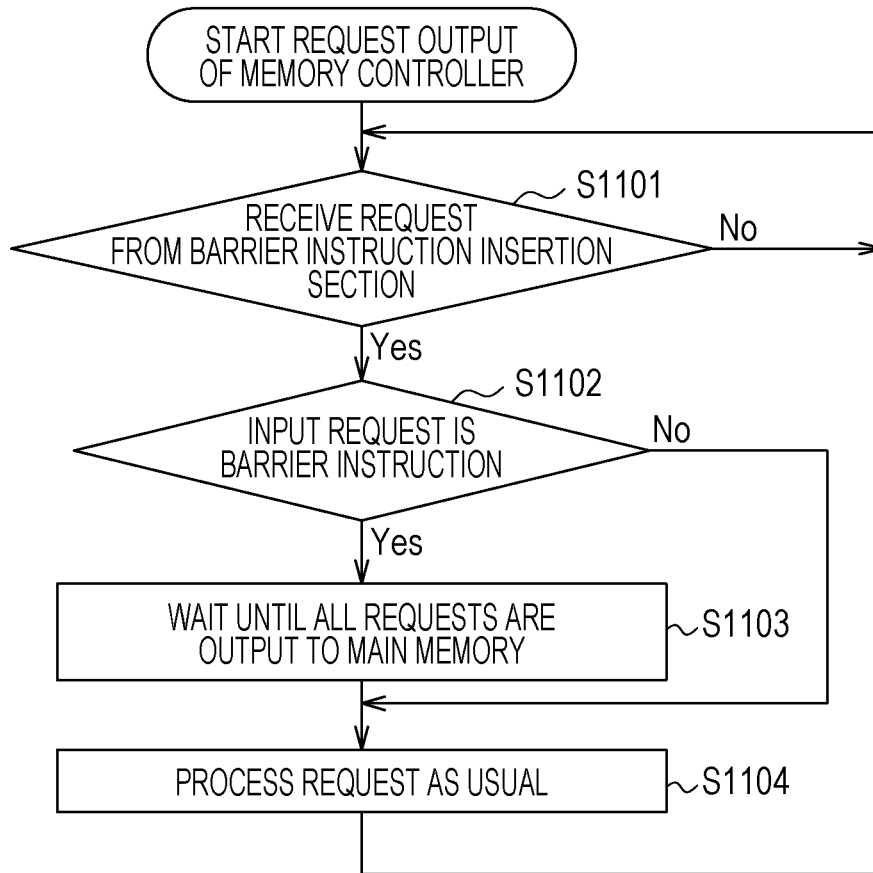 START REQUEST OUTPUT
OF MEMORY CONTROLLER
S1101
RECEIVE REQUEST
FROM BARRIER INSTRUCTION INSERTION
SECTION
No
Yes
S1102
INPUT REQUEST IS
BARRIER INSTRUCTION
No
Yes
WAIT UNTIL ALL REQUESTS ARE
OUTPUT TO MAIN MEMORY
S1103
PROCESS REQUEST AS USUAL
S1104